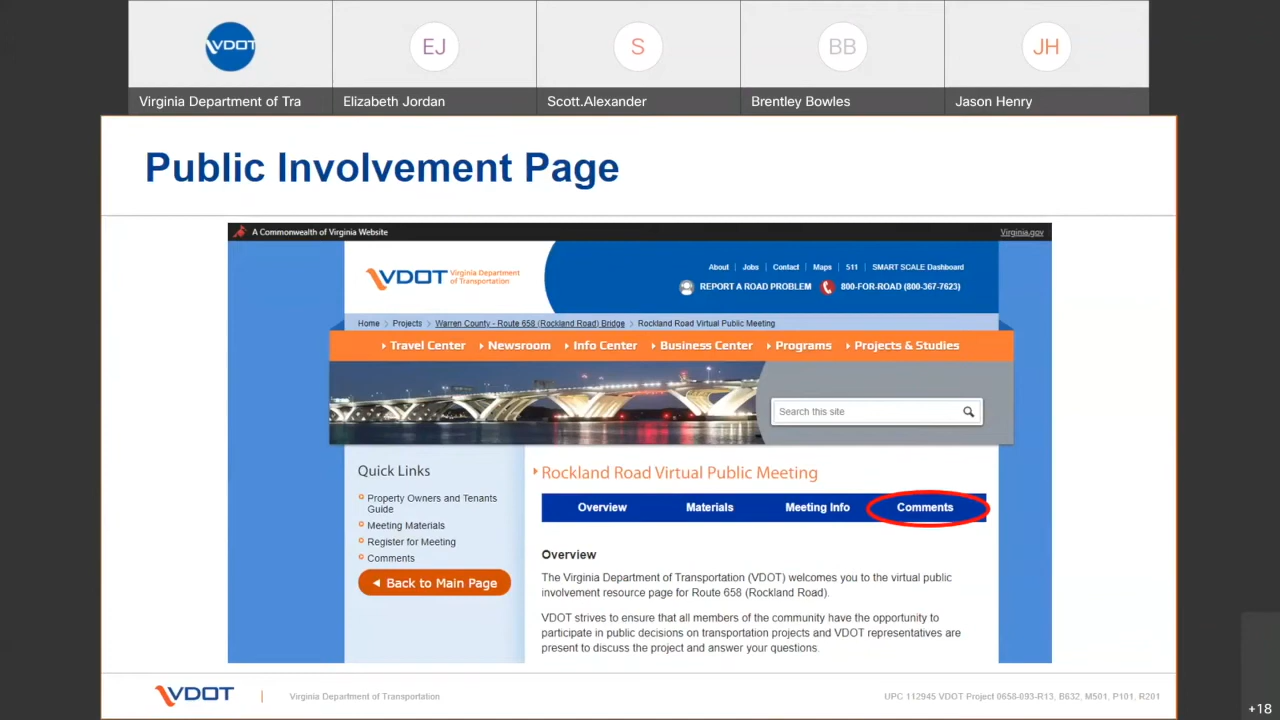 VDOT
EJ
S
BB
JH
Virginia Department of Tra
Elizabeth Jordan
Scott.Alexander
Brentley Bowles
Jason Henry
Public Involvement Page
A Commonwealth of Virginia Website
Virginia.gov
VDOT Virginia Department
of Transportation
About | Jobs | Contact | Maps | 511 | SMART SCALE Dashboard
REPORT A ROAD PROBLEM
800-FOR-ROAD (800-367-7623)
Home > Projects > Warren County - Route 658 (Rockland Road) Bridge > Rockland Road Virtual Public Meeting
Travel Center
Newsroom
Info Center
Business Center
Programs
Projects & Studies
Search this site
Quick Links
Property Owners and Tenants
Guide
Meeting Materials
Register for Meeting
Comments
Back to Main Page
Rockland Road Virtual Public Meeting
Overview
Materials
Meeting Info
Comments
Overview
The Virginia Department of Transportation (VDOT) welcomes you to the virtual public
involvement resource page for Route 658 (Rockland Road).
VDOT strives to ensure that all members of the community have the opportunity to
participate in public decisions on transportation projects and VDOT representatives are
present to discuss the project and answer your questions.
VDOT | Virginia Department of Transportation
UPC 112945 VDOT Project 0658-093-R13, B632, M501, P101, R201
+18